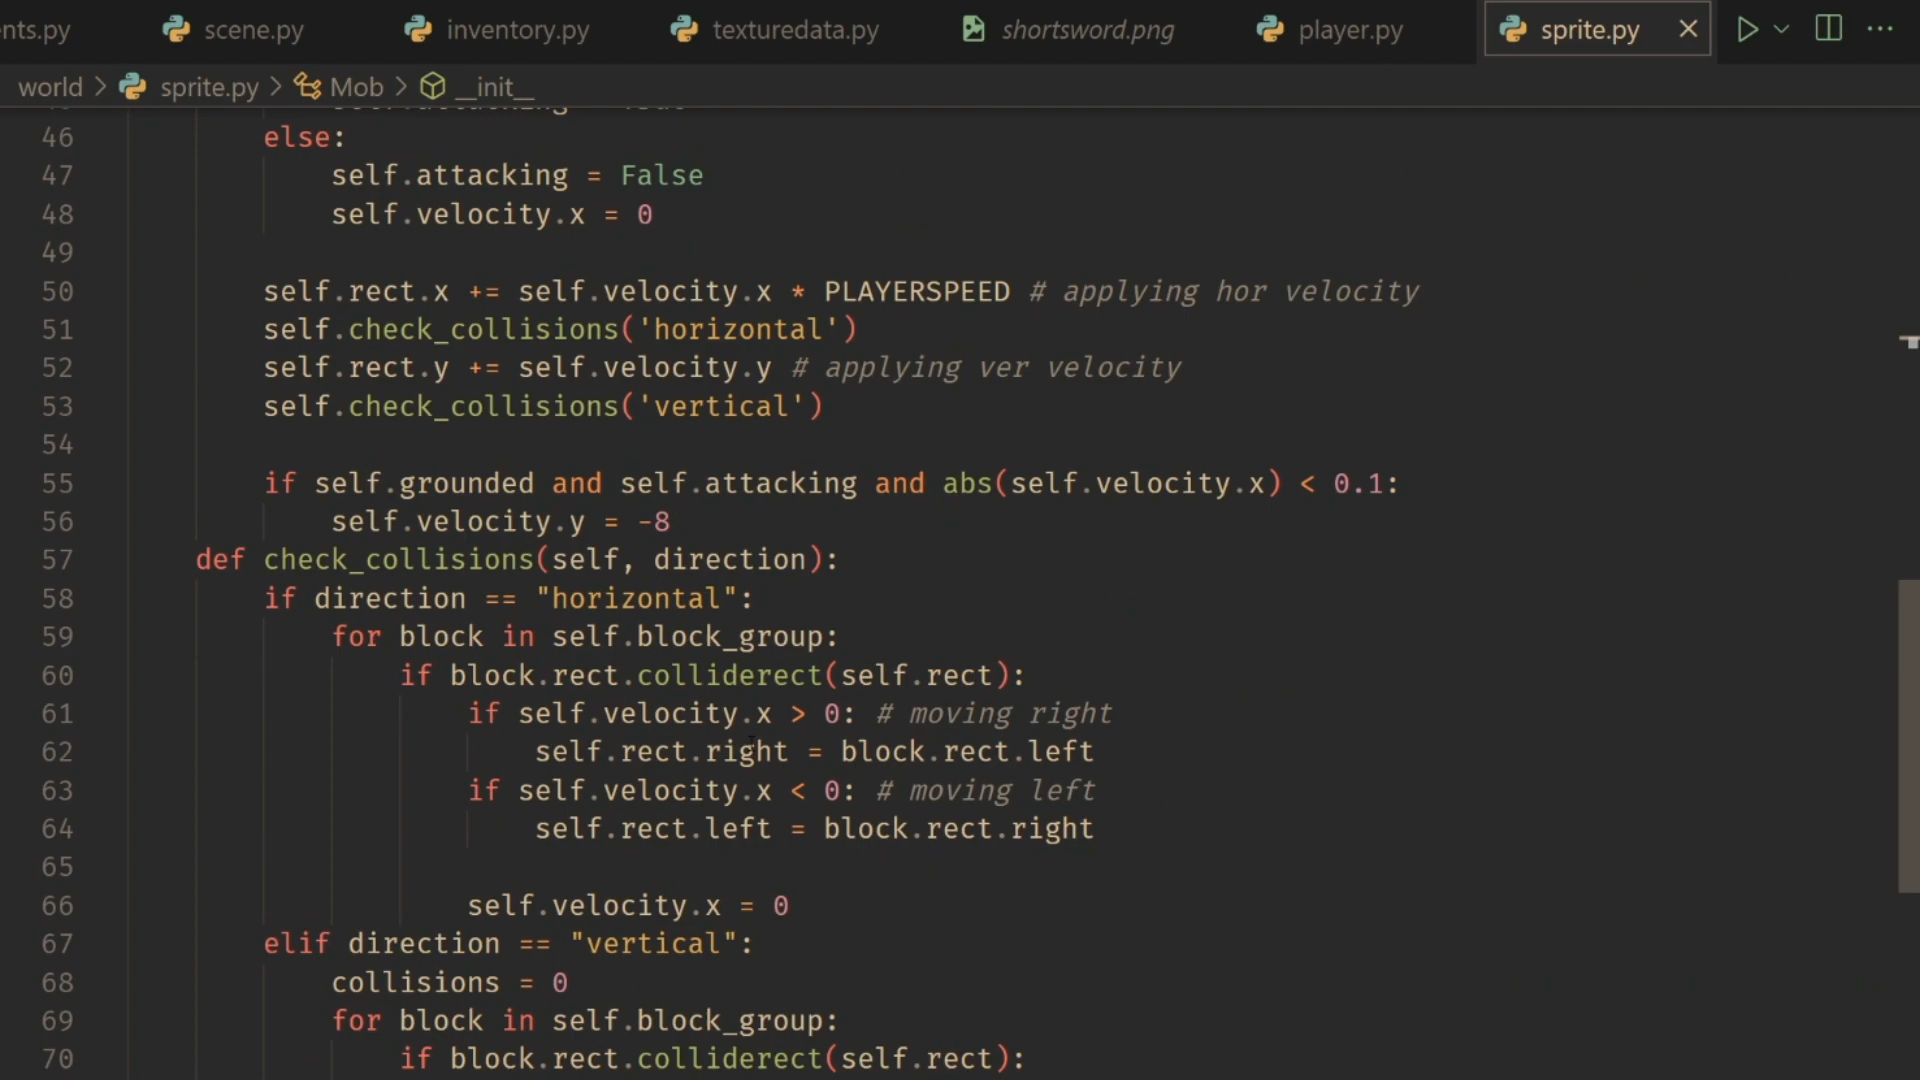 nts.py scene.py inventory.py texturedata.py shortsword.png player.py sprite.py
world > sprite.py > Mob > __init__
46 else:
47 self.attacking = False
48 self.velocity.x = 0
49
50 self.rect.x += self.velocity.x * PLAYERSPEED # applying hor velocity
51 self.check_collisions('horizontal')
52 self.rect.y += self.velocity.y # applying ver velocity
53 self.check_collisions('vertical')
54
55 if self.grounded and self.attacking and abs(self.velocity.x) < 0.1:
56 self.velocity.y = -8
57 def check_collisions(self, direction):
58 if direction == "horizontal":
59 for block in self.block_group:
60 if block.rect.colliderect(self.rect):
61 if self.velocity.x > 0: # moving right
62 self.rect.right = block.rect.left
63 if self.velocity.x < 0: # moving left
64 self.rect.left = block.rect.right
65
66 self.velocity.x = 0
67 elif direction == "vertical":
68 collisions = 0
69 for block in self.block_group:
70 if block.rect.colliderect(self.rect):